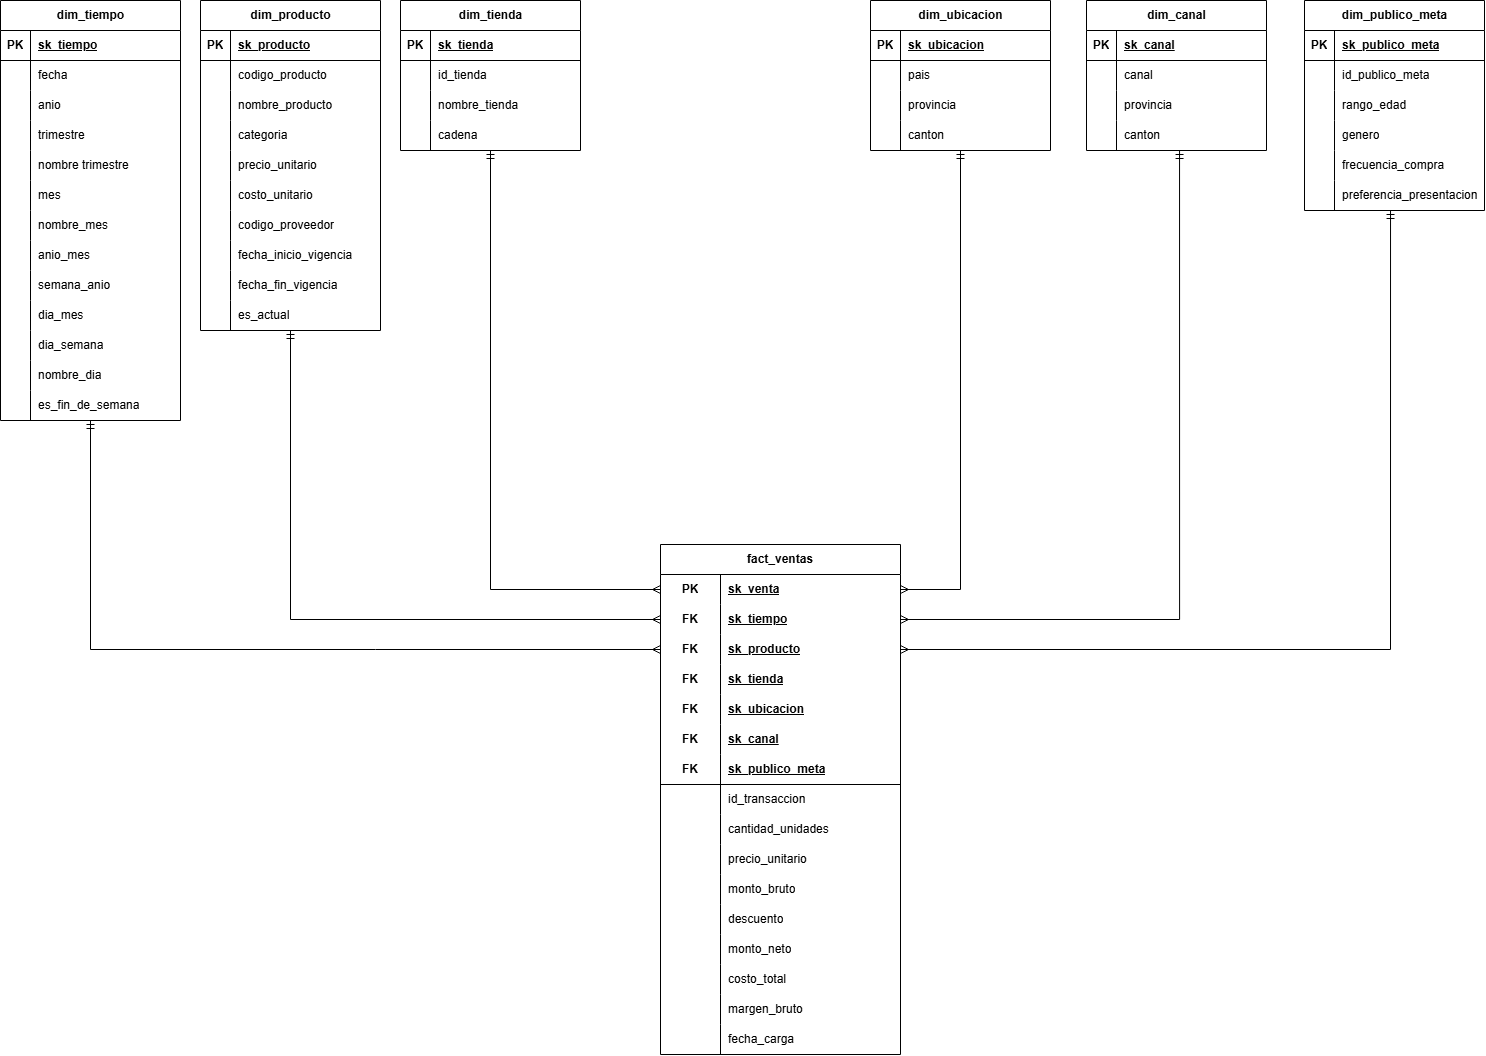 dim_tiempo
PK sk_tiempo
fecha
anio
trimestre
nombre trimestre
mes
nombre_mes
anio_mes
semana_anio
dia_mes
dia_semana
nombre_dia
es_fin_de_semana
dim_producto
PK sk_producto
codigo_producto
nombre_producto
categoria
precio_unitario
costo_unitario
codigo_proveedor
fecha_inicio_vigencia
fecha_fin_vigencia
es_actual
dim_tienda
PK sk_tienda
id_tienda
nombre_tienda
cadena
dim_ubicacion
PK sk_ubicacion
pais
provincia
canton
dim_canal
PK sk_canal
canal
provincia
canton
dim_publico_meta
PK sk_publico_meta
id_publico_meta
rango_edad
genero
frecuencia_compra
preferencia_presentacion
fact_ventas
PK sk_venta
FK sk_tiempo
FK sk_producto
FK sk_tienda
FK sk_ubicacion
FK sk_canal
FK sk_publico_meta
id_transaccion
cantidad_unidades
precio_unitario
monto_bruto
descuento
monto_neto
costo_total
margen_bruto
fecha_carga